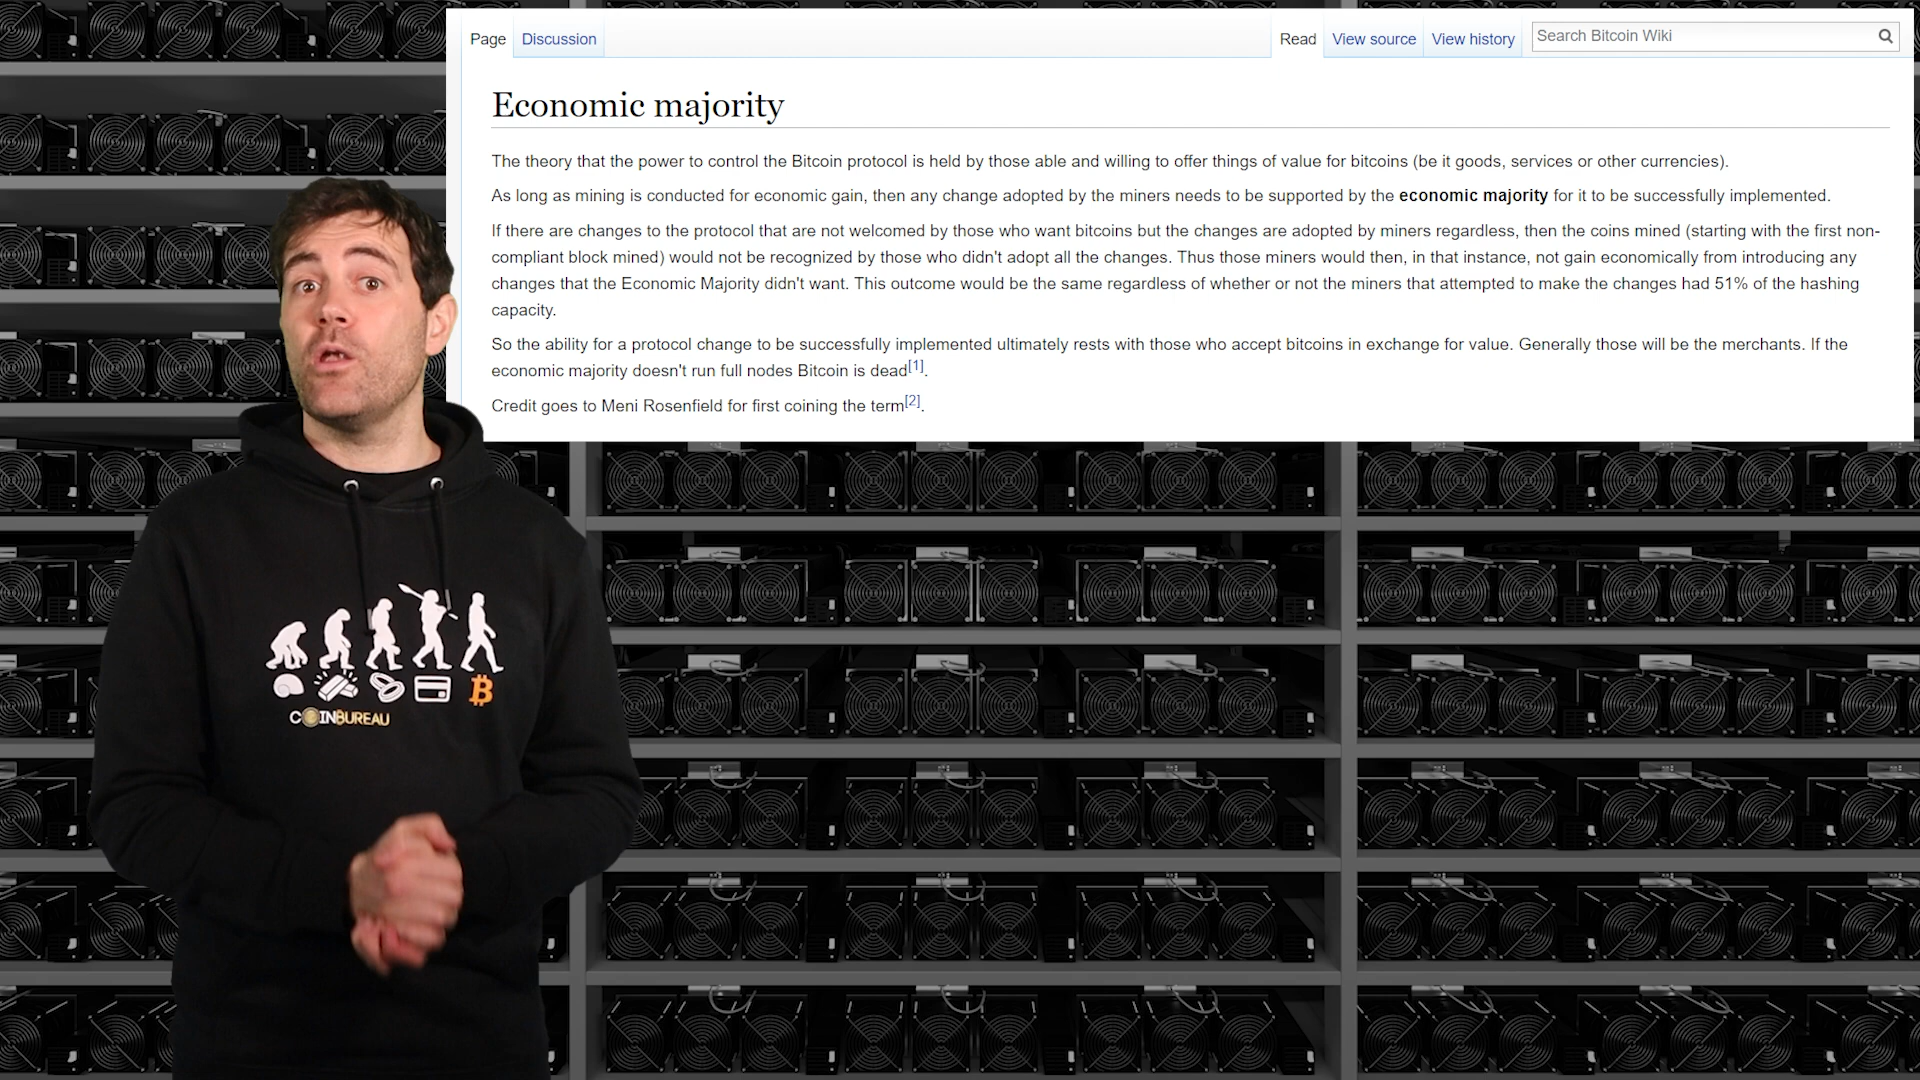 Page Discussion Read View source View history Search Bitcoin Wiki
Economic majority
The theory that the power to control the Bitcoin protocol is held by those able and willing to offer things of value for bitcoins (be it goods, services or other currencies).
As long as mining is conducted for economic gain, then any change adopted by the miners needs to be supported by the economic majority for it to be successfully implemented.
If there are changes to the protocol that are not welcomed by those who want bitcoins but the changes are adopted by miners regardless, then the coins mined (starting with the first non-
compliant block mined) would not be recognized by those who didn't adopt all the changes. Thus those miners would then, in that instance, not gain economically from introducing any
changes that the Economic Majority didn't want. This outcome would be the same regardless of whether or not the miners that attempted to make the changes had 51% of the hashing
capacity.
So the ability for a protocol change to be successfully implemented ultimately rests with those who accept bitcoins in exchange for value. Generally those will be the merchants. If the
economic majority doesn't run full nodes Bitcoin is dead[1].
Credit goes to Meni Rosenfield for first coining the term[2].
COINBUREAU